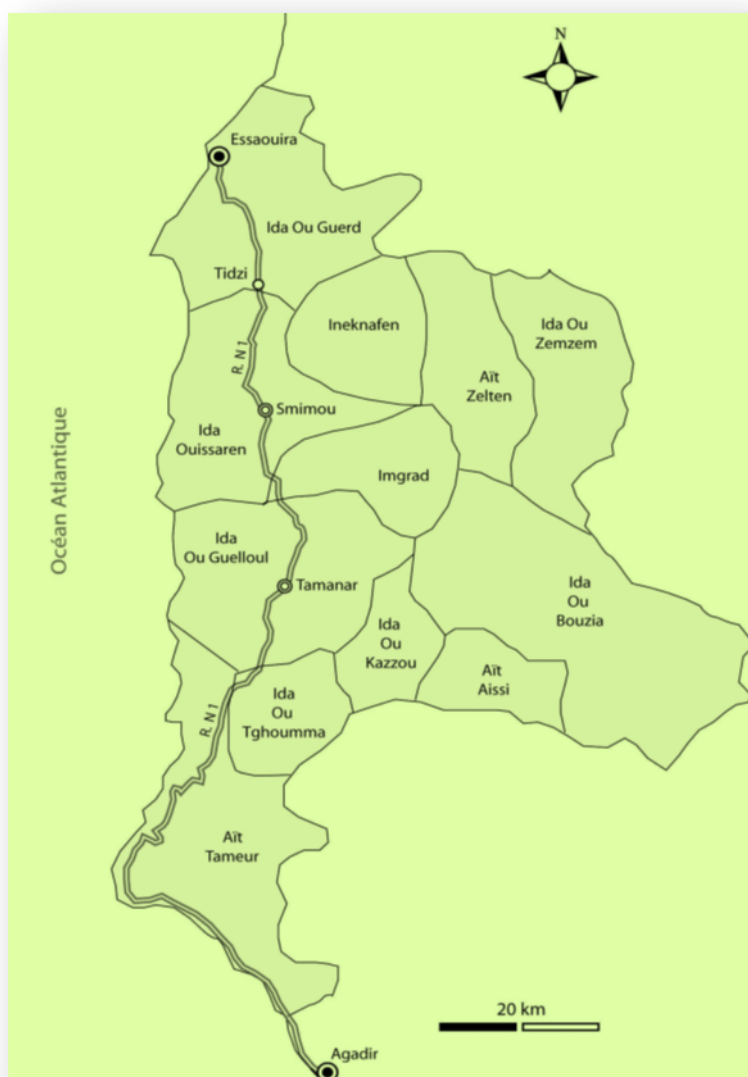 N
Essaouira
Ida Ou Guerd
Tidzi
Ineknafen
Ida Ou
Zemzem
R. N 1
Aït
Zelten
Smimou
Ida
Ouissaren
Imgrad
Océan Atlantique
Ida
Ou Guelloul
Tamanar
Ida
Ou
Bouzia
Ida
Ou
Kazzou
Aït
Aissi
Ida
Ou
Tghoumma
R. N 1
Aït
Tameur
20 km
Agadir